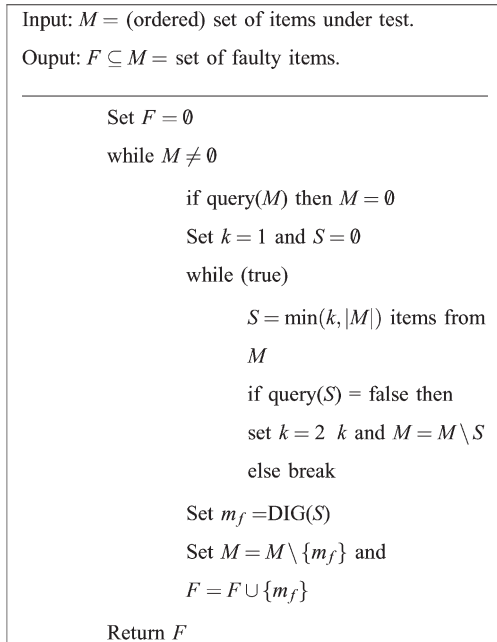 Input: M = (ordered) set of items under test.
Ouput: F ⊆ M = set of faulty items.
Set F = ∅
while M ≠ ∅
if query(M) then M = ∅
Set k = 1 and S = ∅
while (true)
S = min(k, |M|) items from
M
if query(S) = false then
set k = 2 k and M = M \ S
else break
Set m_f =DIG(S)
Set M = M \ {m_f} and
F = F ∪ {m_f}
Return F